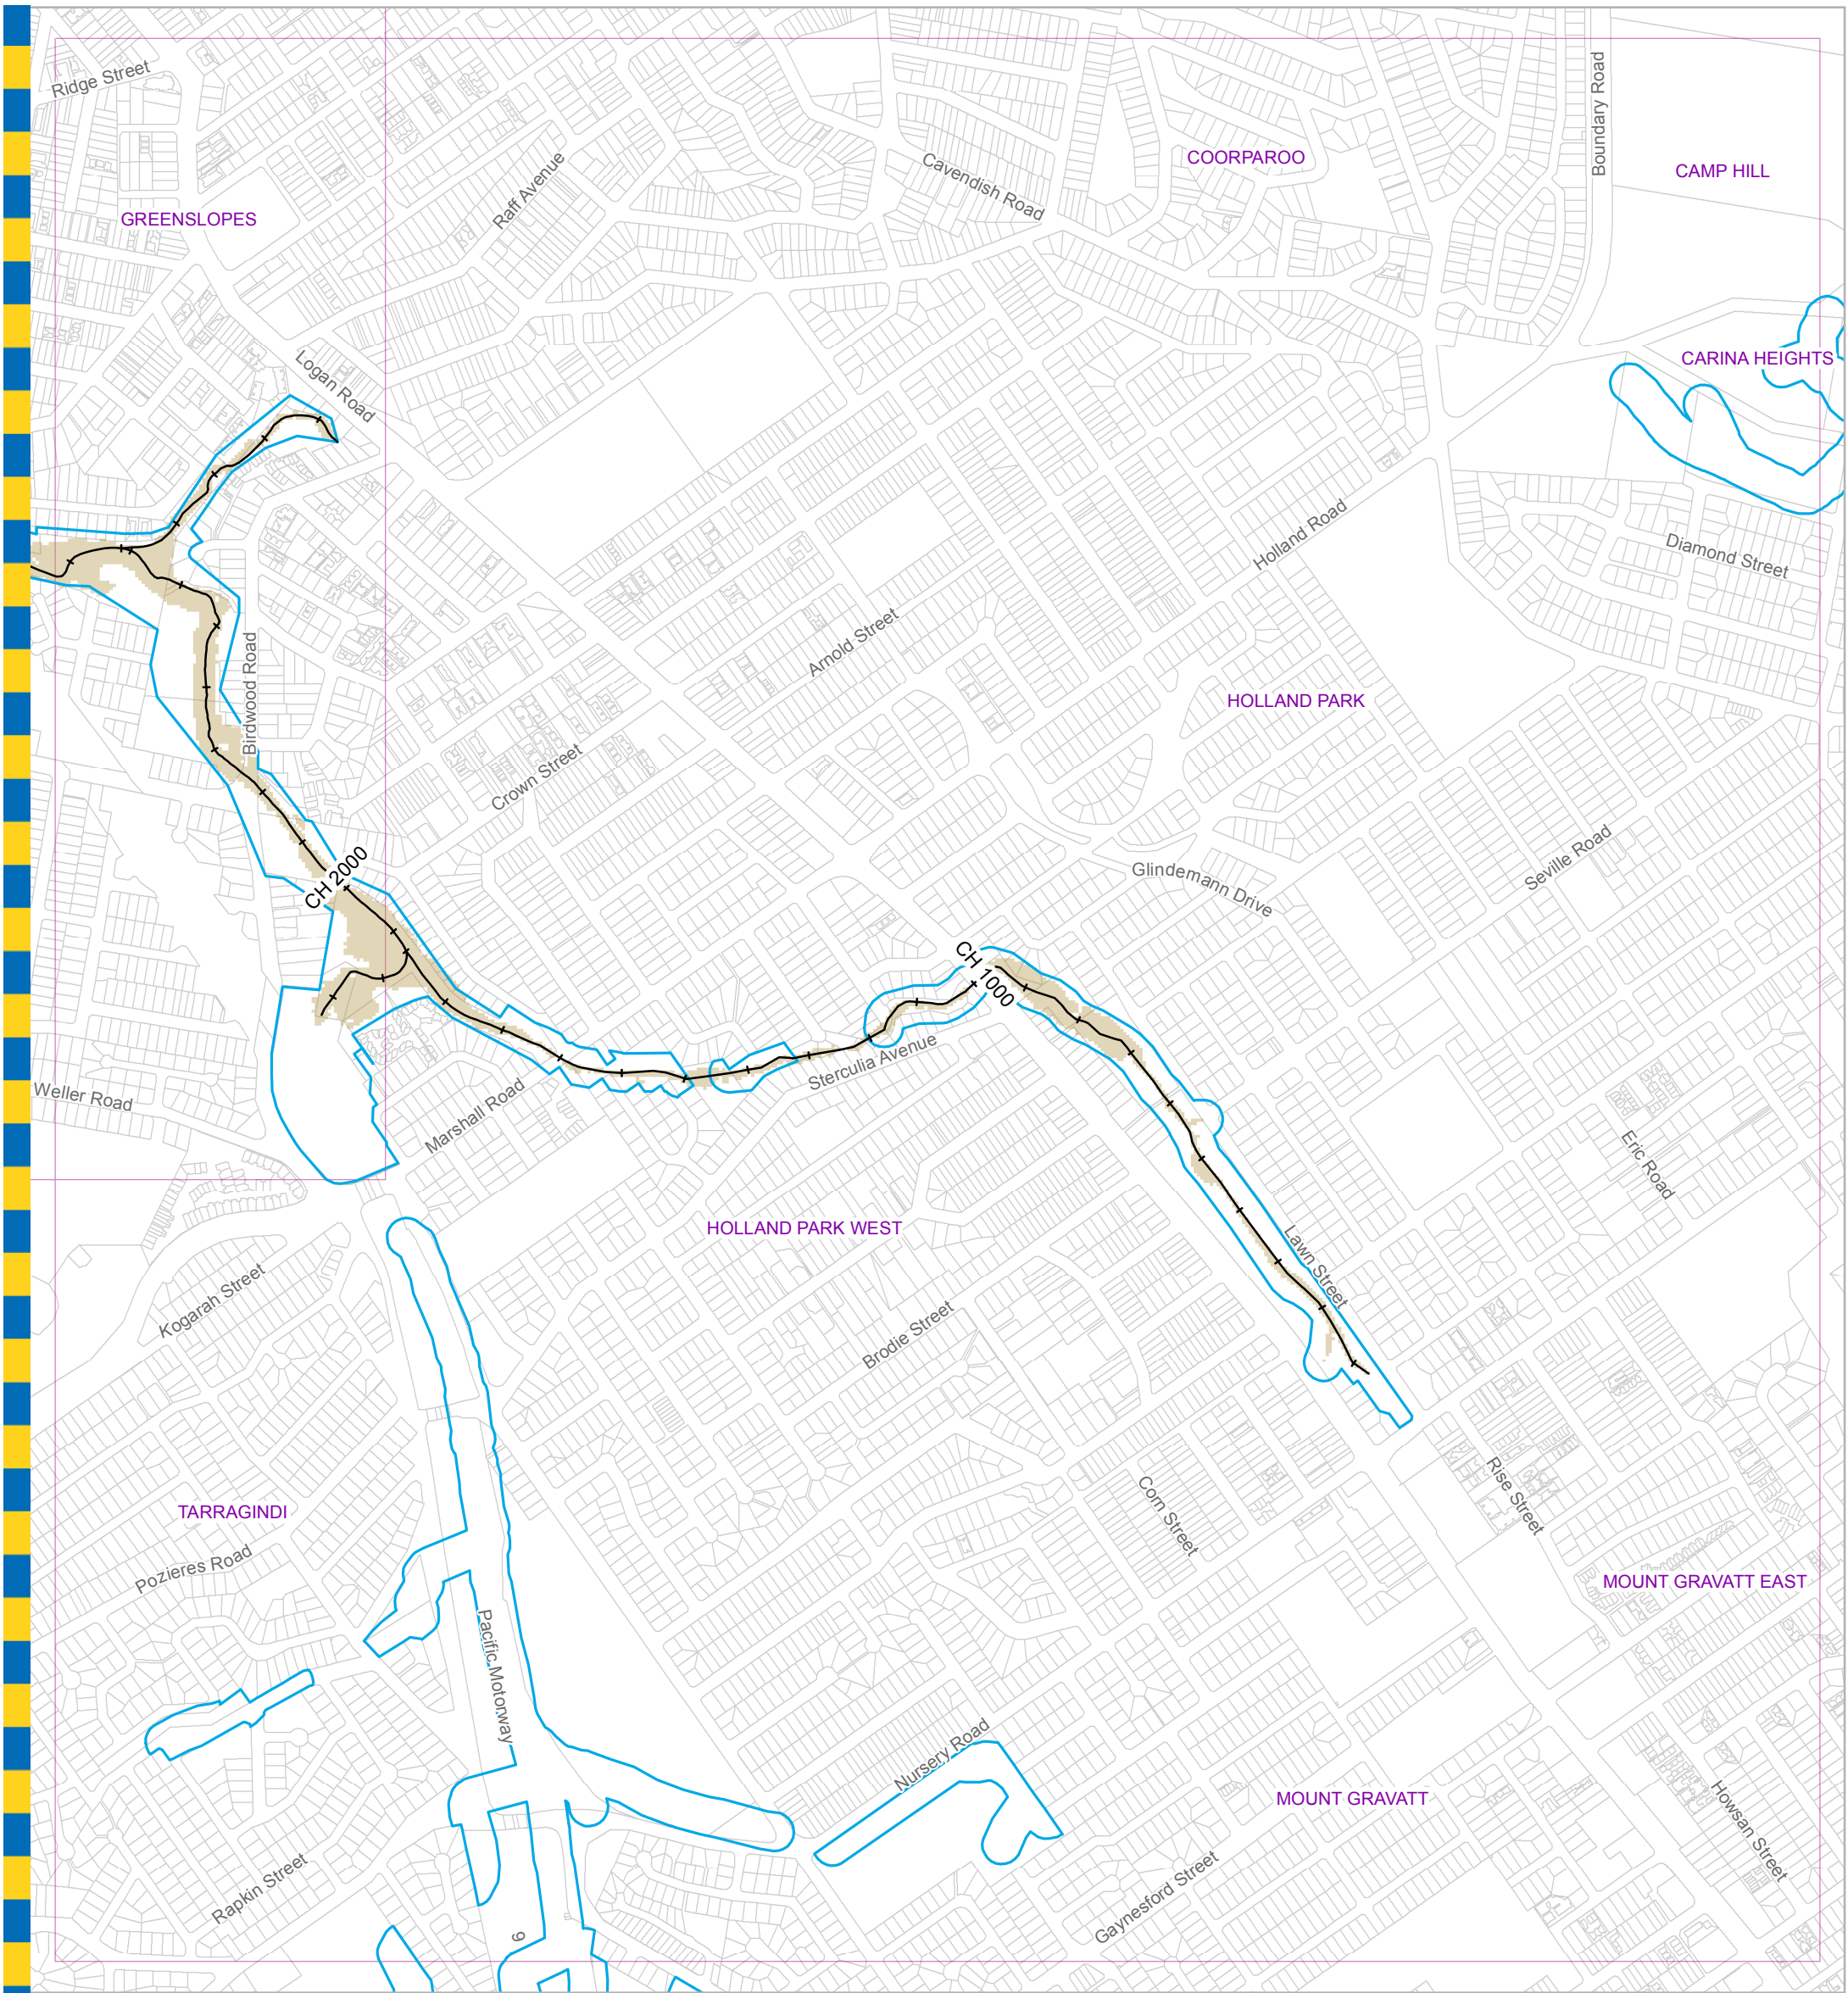 Ridge Street
Boundary Road
COORPAROO
CAMP HILL
Cavendish Road
Raff Avenue
GREENSLOPES
CARINA HEIGHTS
Logan Road
Holland Road
Diamond Street
Arnold Street
Birdwood Road
HOLLAND PARK
Crown Street
Seville Road
CH 2000
Glindemann Drive
CH 1000
Sterculia Avenue
Weller Road
Marshall Road
Eric Road
HOLLAND PARK WEST
Lawn Street
Kogarah Street
Brodie Street
TARRAGINDI
Corn Street
Rise Street
Pozieres Road
MOUNT GRAVATT EAST
Pacific Motorway
Nursery Road
MOUNT GRAVATT
Howsan Street
Rapkin Street
Gaynesford Street
9